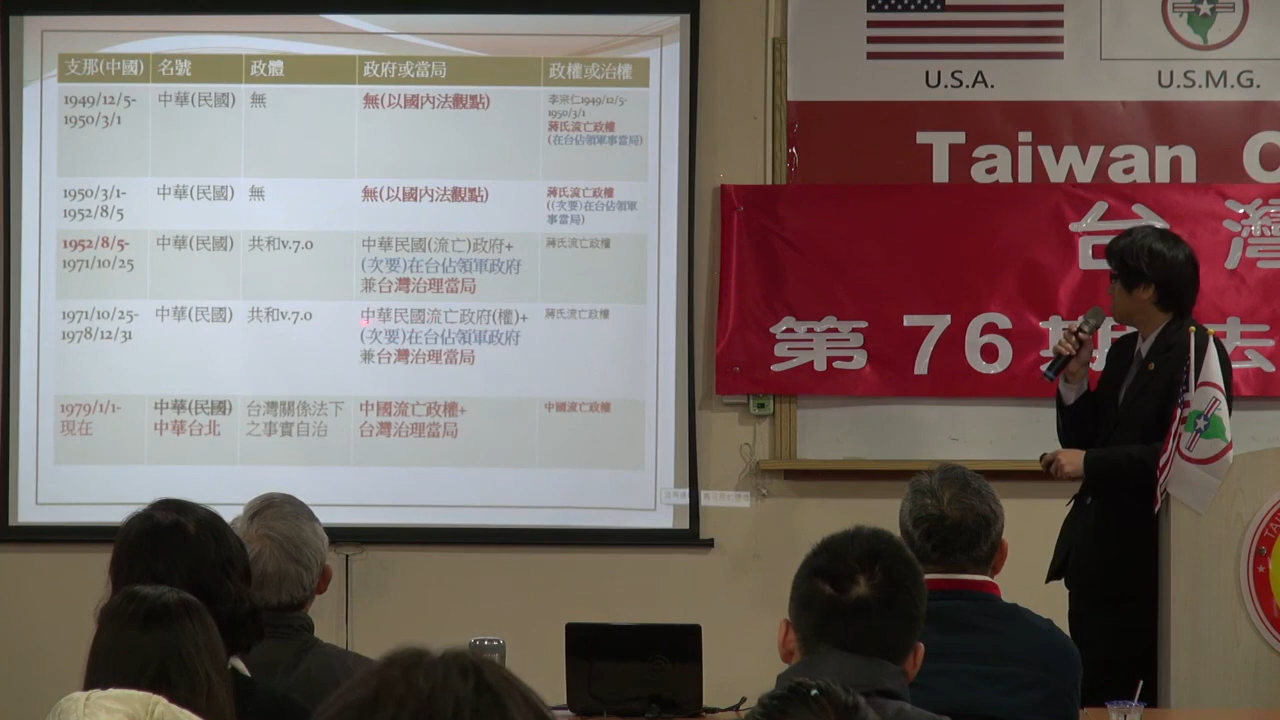 支那(中國) 名號 政體 政府或當局 政權或治權
1949/12/5-
1950/3/1
中華(民國)
無
無(以國內法觀點)
李宗仁1949/12/5-
1950/3/1
蔣氏流亡政權
(在台佔領軍事當局)
1950/3/1-
1952/8/5
中華(民國)
無
無(以國內法觀點)
蔣氏流亡政權
((次要)在台佔領軍
事當局)
1952/8/5-
1971/10/25
中華(民國)
共和v.7.0
中華民國(流亡)政府+
(次要)在台佔領軍政府
兼台灣治理當局
蔣氏流亡政權
1971/10/25-
1978/12/31
中華(民國)
共和v.7.0
中華民國流亡政府(權)+
(次要)在台佔領軍政府
兼台灣治理當局
蔣氏流亡政權
1979/1/1-
現在
中華(民國)
中華台北
台灣關係法下
之事實自治
中國流亡政權+
台灣治理當局
中國流亡政權
U.S.A. U.S.M.G.
Taiwan C
台灣
第 76 期 法